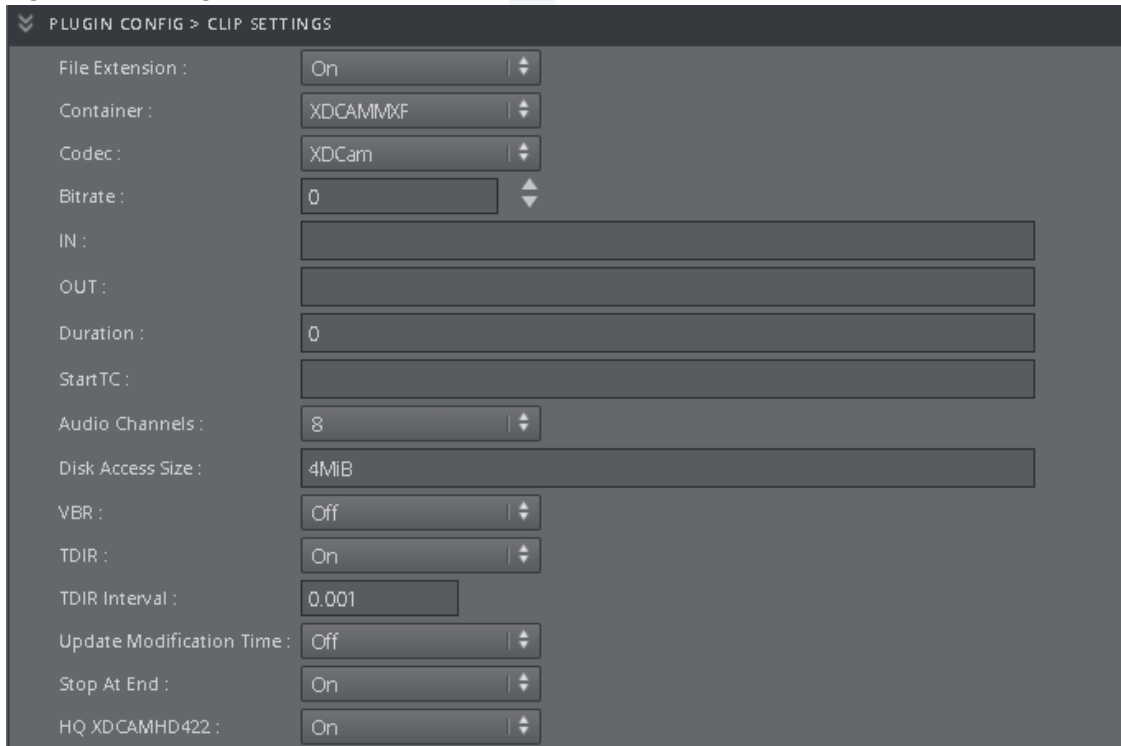 PLUGIN CONFIG > CLIP SETTINGS
File Extension : On
Container : XDCAMMXF
Codec : XDCam
Bitrate : 0
IN :
OUT :
Duration : 0
StartTC :
Audio Channels : 8
Disk Access Size : 4MiB
VBR : Off
TDIR : On
TDIR Interval : 0.001
Update Modification Time : Off
Stop At End : On
HQ XDCAMHD422 : On